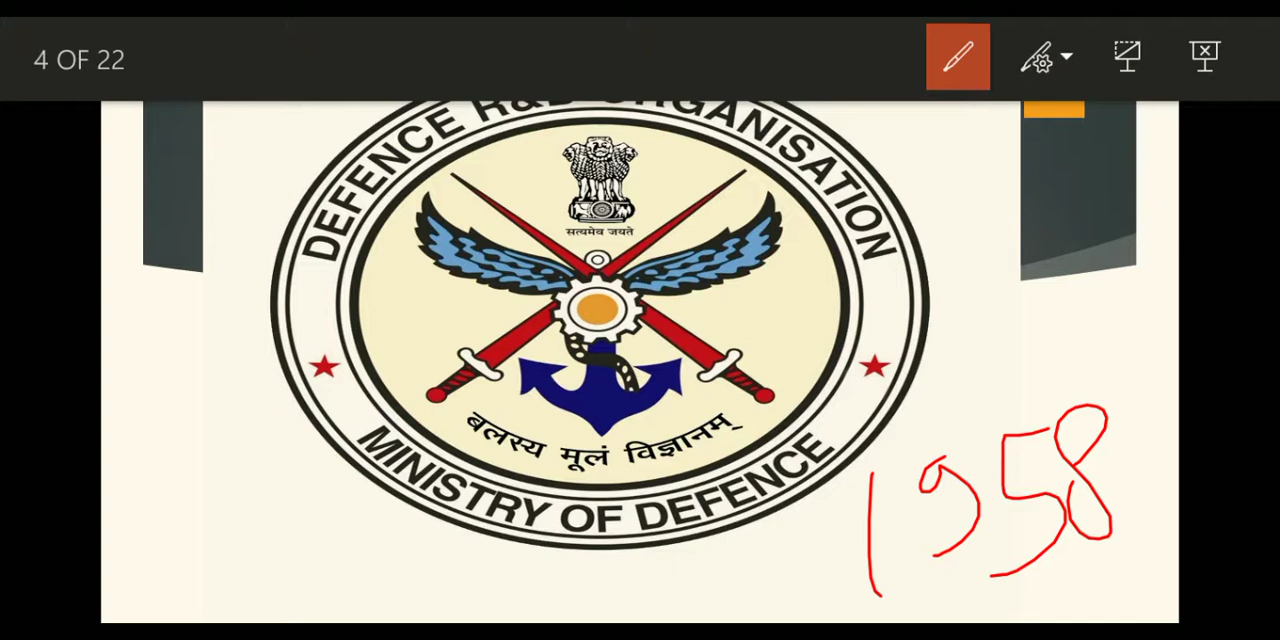 4 OF 22
DEFENCE R&D ORGANISATION
सत्यमेव जयते
बलस्य मूलं विज्ञानम्
MINISTRY OF DEFENCE
1958